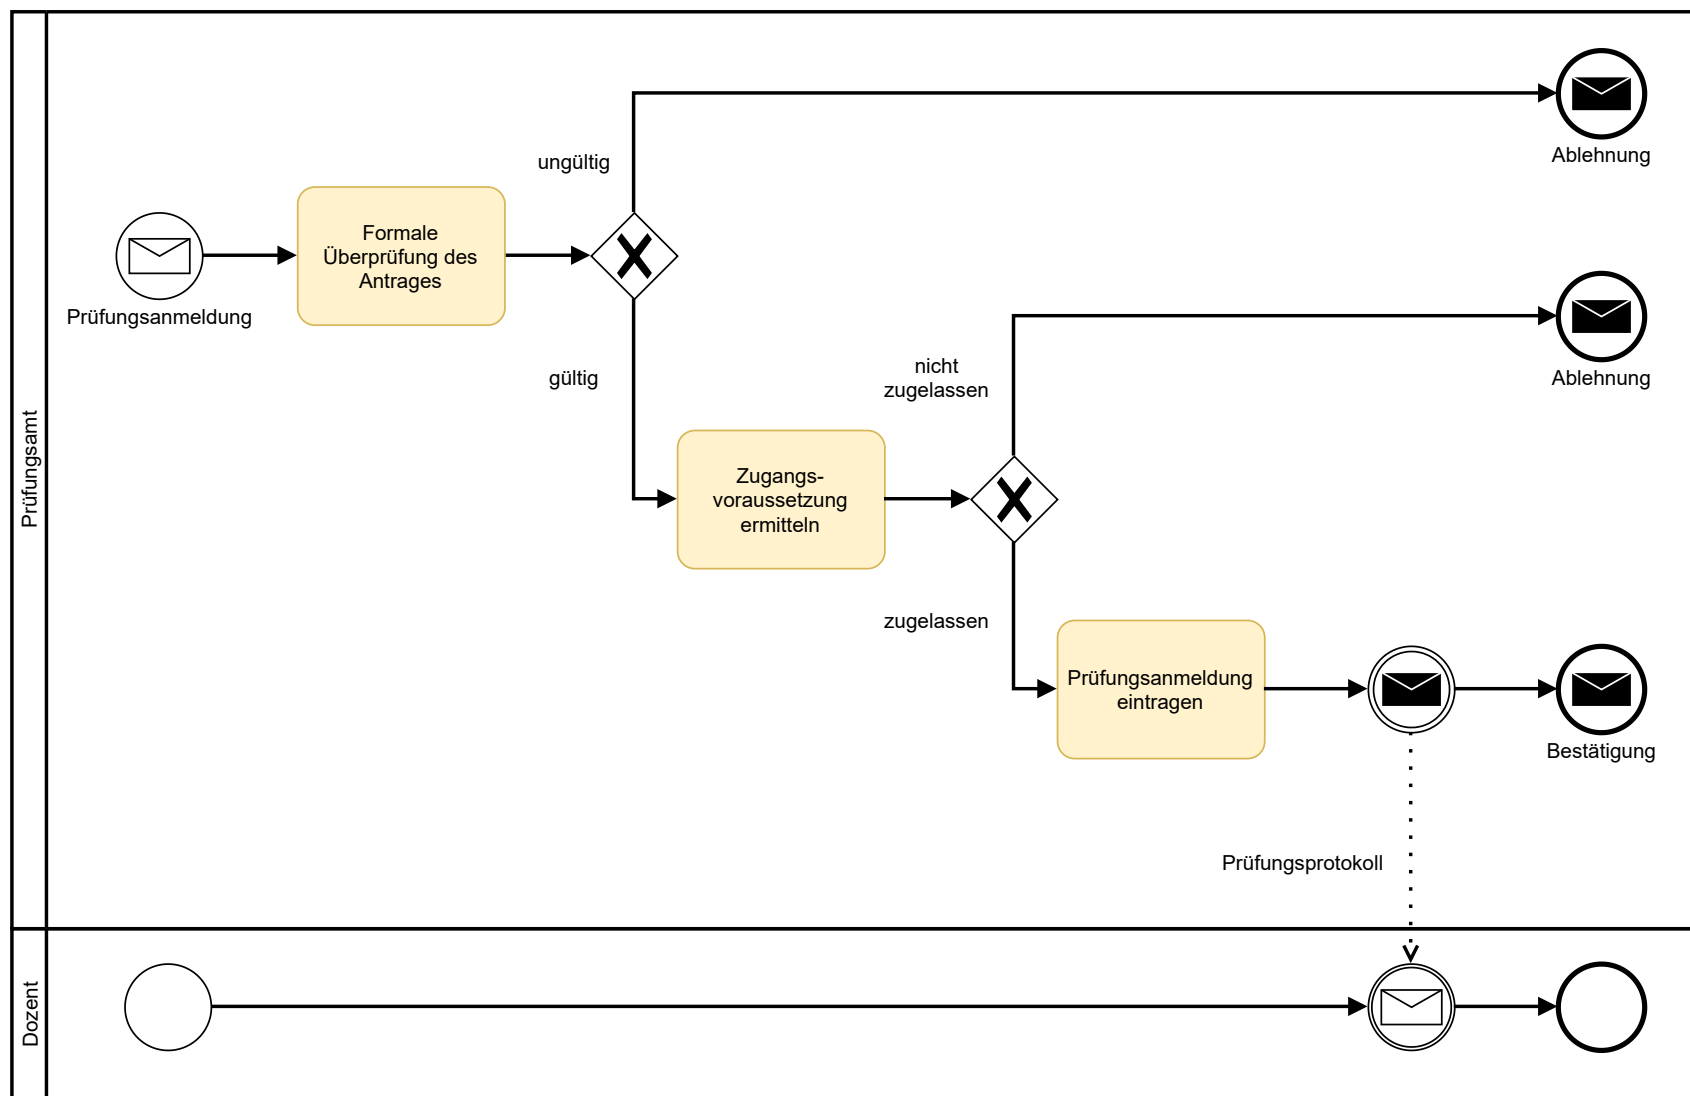 Prüfungsamt
Prüfungsanmeldung
Formale
Überprüfung des
Antrages
ungültig
gültig
Ablehnung
Zugangs-
voraussetzung
ermitteln
nicht
zugelassen
Ablehnung
zugelassen
Prüfungsanmeldung
eintragen
Bestätigung
Prüfungsprotokoll
Dozent